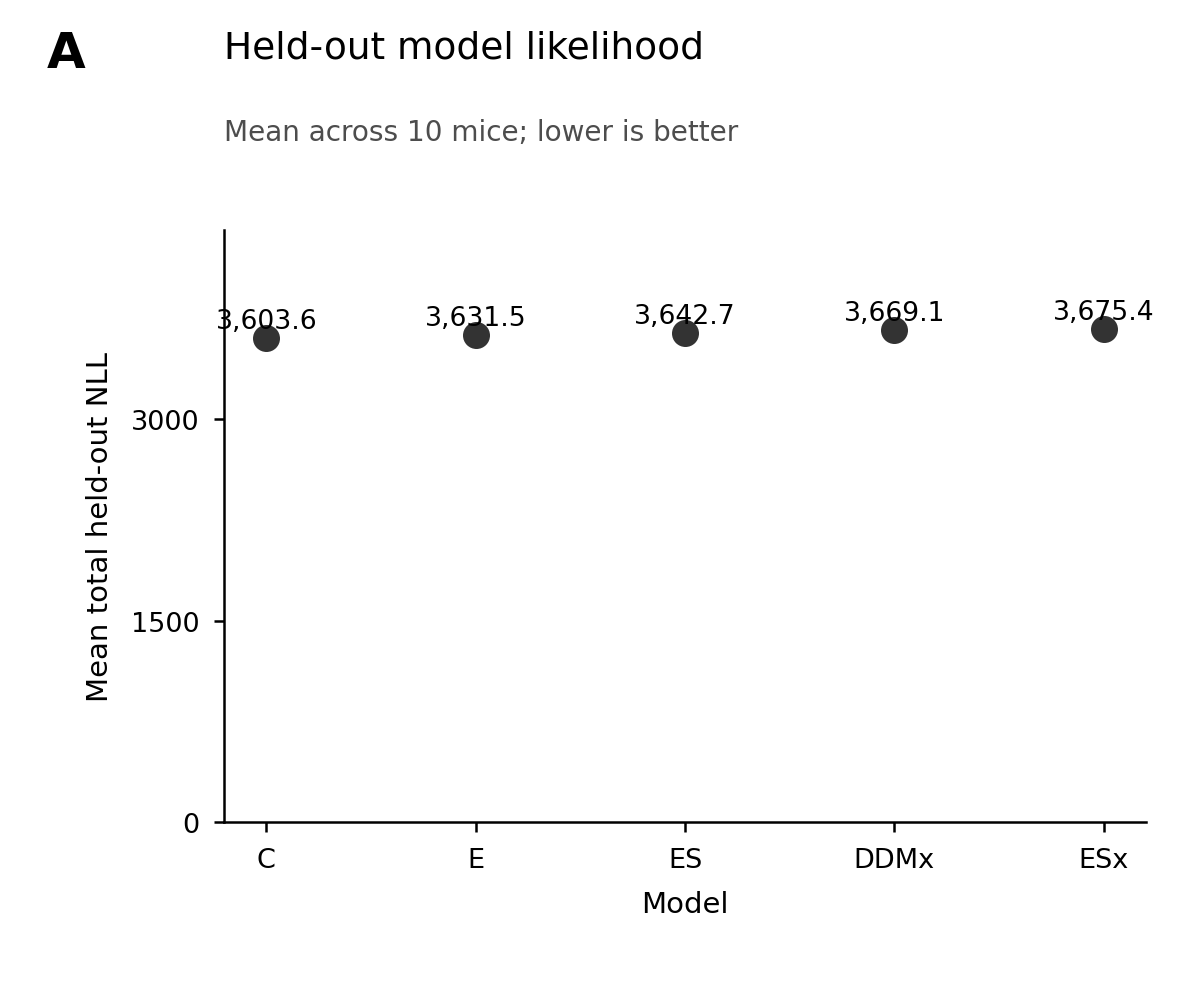 A
Held-out model likelihood
Mean across 10 mice; lower is better
3,603.6
3,631.5
3,642.7
3,669.1
3,675.4
Mean total held-out NLL
3000
1500
0
C
E
ES
DDMx
ESx
Model